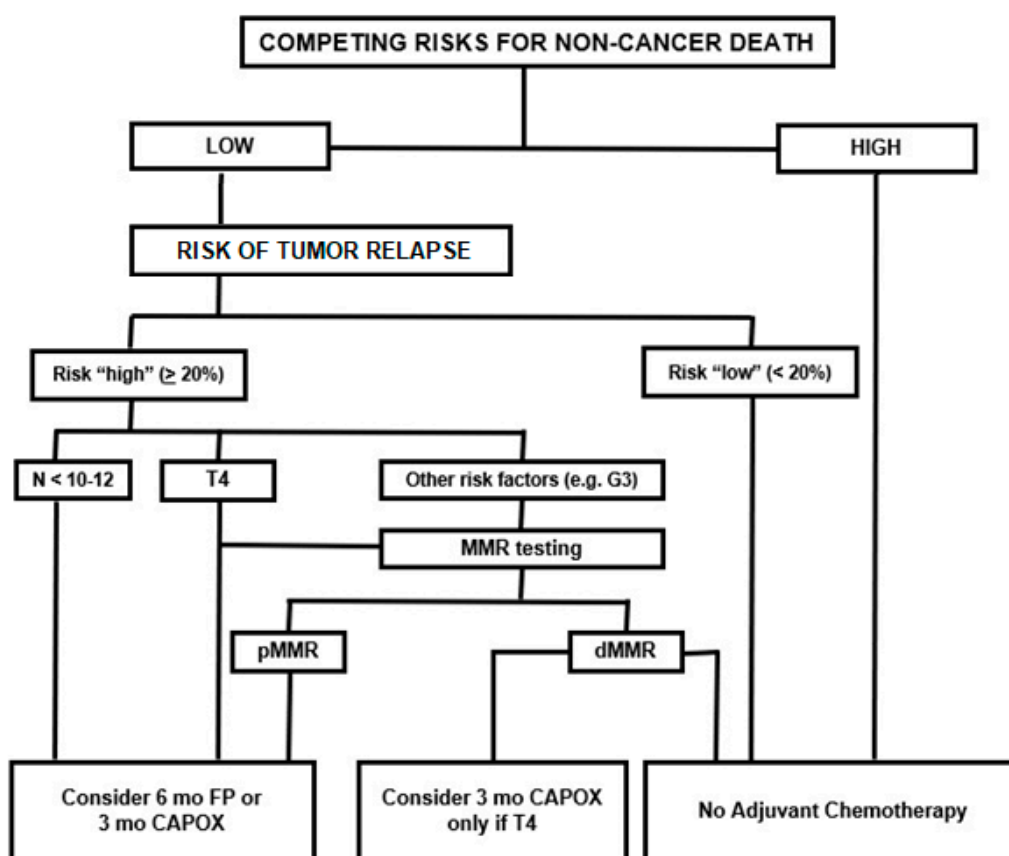 COMPETING RISKS FOR NON-CANCER DEATH
LOW
HIGH
RISK OF TUMOR RELAPSE
Risk “high” (≥ 20%)
Risk “low” (< 20%)
N < 10-12
T4
Other risk factors (e.g. G3)
MMR testing
pMMR
dMMR
Consider 6 mo FP or
3 mo CAPOX
Consider 3 mo CAPOX
only if T4
No Adjuvant Chemotherapy